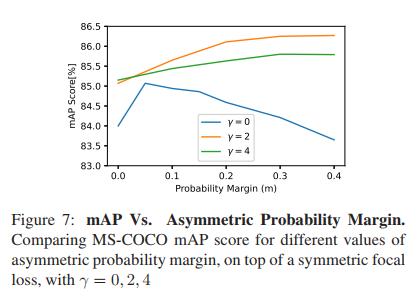 86.5
86.0
85.5
85.0
84.5
84.0
83.5
83.0
mAP Score[%]
γ = 0
γ = 2
γ = 4
0.0 0.1 0.2 0.3 0.4
Probability Margin (m)
Figure 7: mAP Vs. Asymmetric Probability Margin.
Comparing MS-COCO mAP score for different values of
asymmetric probability margin, on top of a symmetric focal
loss, with γ = 0, 2, 4